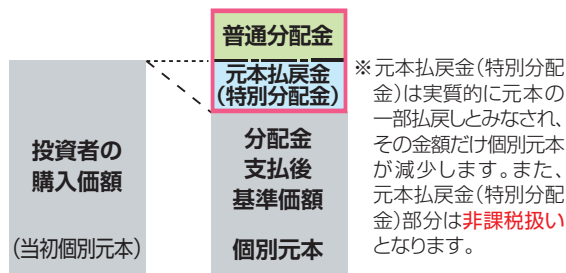 普通分配金
元本払戻金
(特別分配金)
分配金
支払後
基準価額
個別元本
投資者の
購入価額
(当初個別元本)
※元本払戻金(特別分配
金)は実質的に元本の
一部払戻しとみなされ、
その金額だけ個別元本
が減少します。また、
元本払戻金(特別分配
金)部分は非課税扱い
となります。